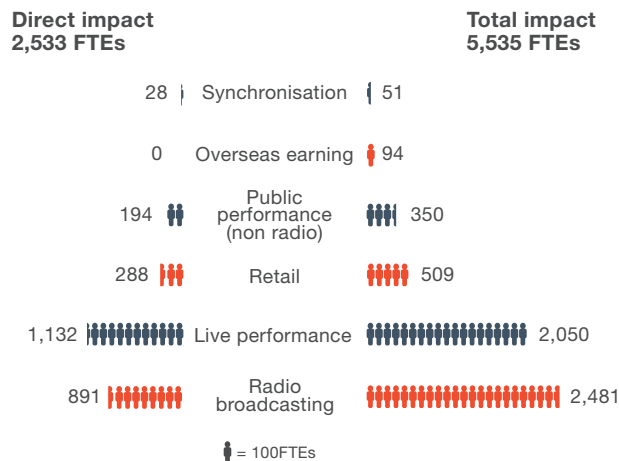 Direct impact
2,533 FTEs
Total impact
5,535 FTEs
28 Synchronisation 51
0 Overseas earning 94
Public
performance
(non radio)
194 350
288 Retail 509
1,132 Live performance 2,050
Radio
broadcasting
891 2,481
= 100FTEs